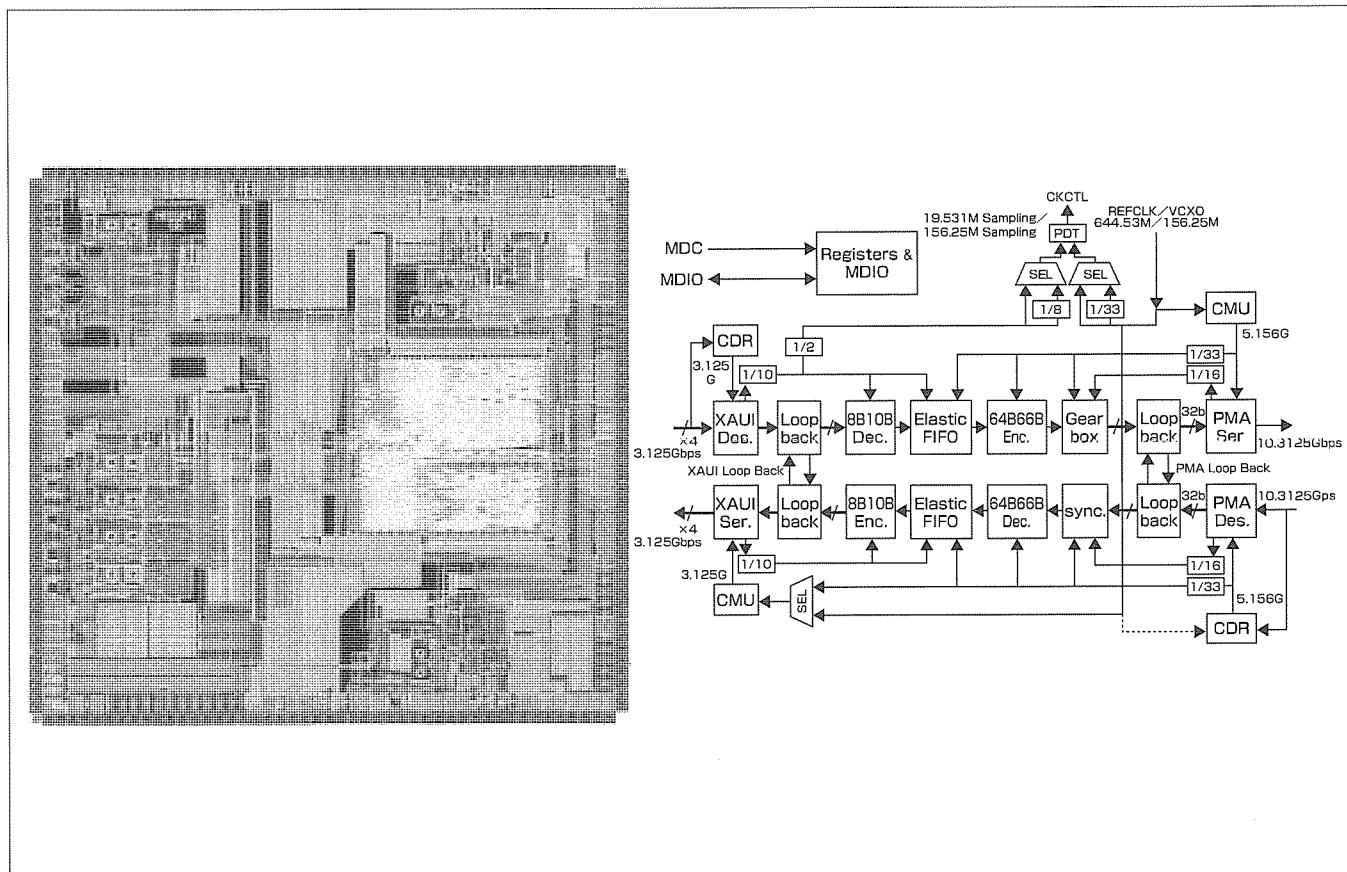 CKCTL
19.531M Sampling/
156.25M Sampling
PDT
REFCLK/VCXO
644.53M/156.25M
MDC
MDIO
Registers &
MDIO
SEL
SEL
1/8
1/33
CMU
5.156G
CDR
1/2
1/33
3.125
G
1/10
1/16
×4
3.125Gbps
XAUI
Des.
Loop
back
8B10B
Dec.
Elastic
FIFO
64B66B
Enc.
Gear
box
Loop
back
32b
PMA
Ser
10.3125Gbps
XAUI Loop Back
PMA Loop Back
×4
3.125Gbps
XAUI
Ser.
Loop
back
8B10B
Enc.
Elastic
FIFO
64B66B
Dec.
sync.
Loop
back
32b
PMA
Des.
10.3125Gps
1/10
1/16
3.125G
CMU
SEL
1/33
5.156G
CDR